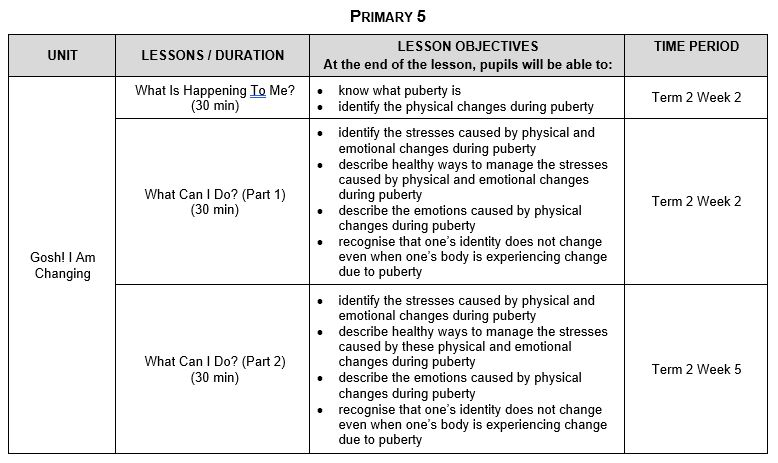 PRIMARY 5
UNIT
LESSONS / DURATION
LESSON OBJECTIVES
At the end of the lesson, pupils will be able to:
TIME PERIOD
Gosh! I Am
Changing
What Is Happening To Me?
(30 min)
• know what puberty is
• identify the physical changes during puberty
Term 2 Week 2
What Can I Do? (Part 1)
(30 min)
• identify the stresses caused by physical and
emotional changes during puberty
• describe healthy ways to manage the stresses
caused by physical and emotional changes
during puberty
• describe the emotions caused by physical
changes during puberty
• recognise that one’s identity does not change
even when one’s body is experiencing change
due to puberty
Term 2 Week 2
What Can I Do? (Part 2)
(30 min)
• identify the stresses caused by physical and
emotional changes during puberty
• describe healthy ways to manage the stresses
caused by these physical and emotional
changes during puberty
• describe the emotions caused by physical
changes during puberty
• recognise that one’s identity does not change
even when one’s body is experiencing change
due to puberty
Term 2 Week 5